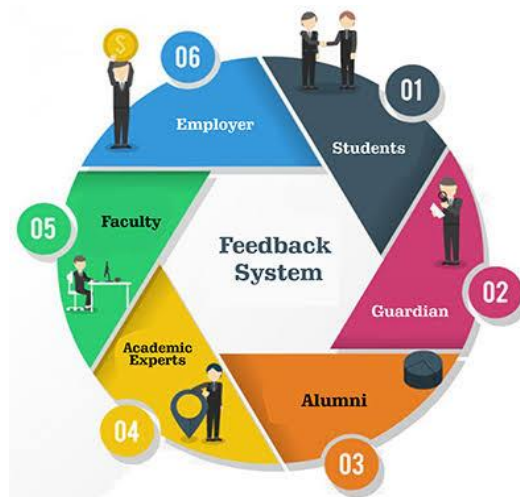 01
Students
02
Guardian
03
Alumni
04
Academic
Experts
05
Faculty
06
Employer
$
Feedback
System